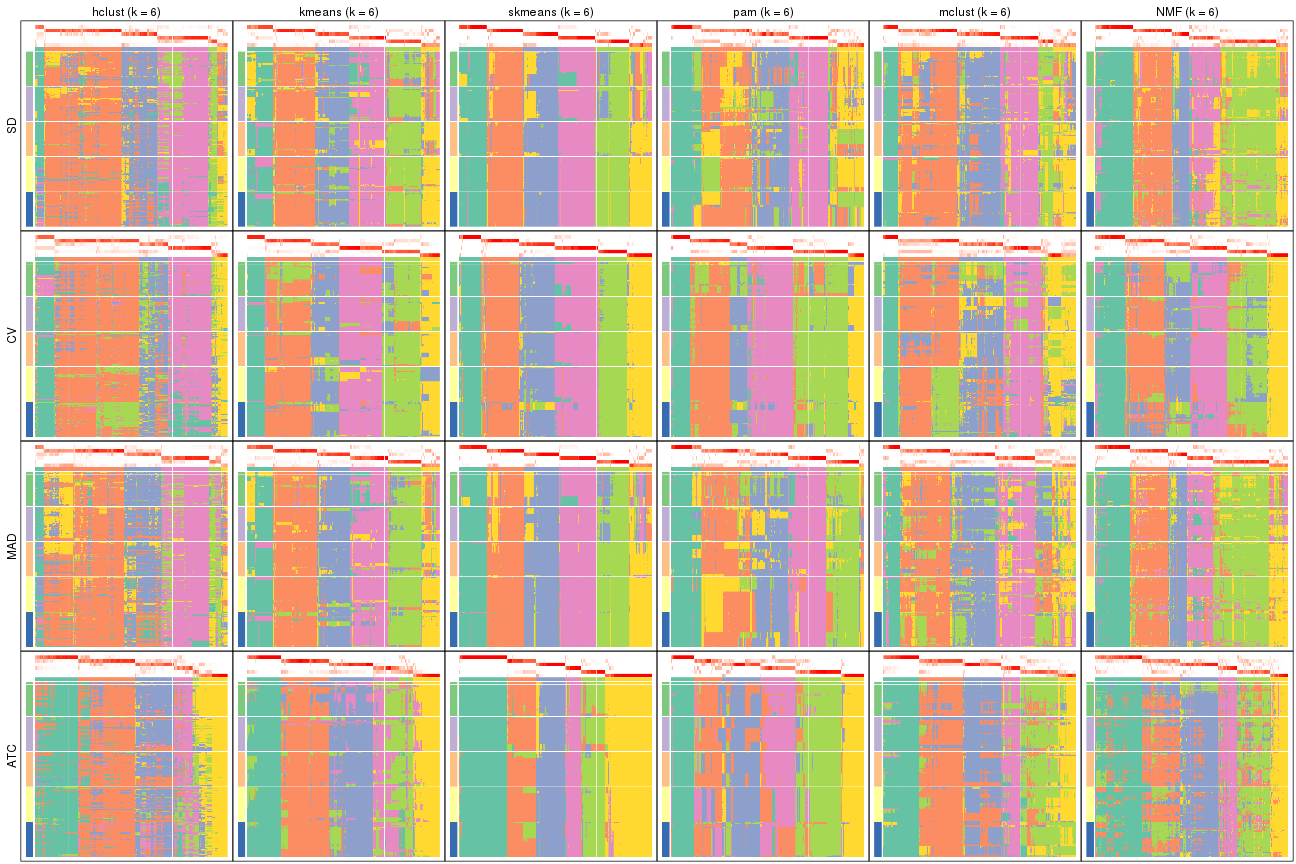 hclust (k = 6)
kmeans (k = 6)
skmeans (k = 6)
pam (k = 6)
mclust (k = 6)
NMF (k = 6)
SD
CV
MAD
ATC